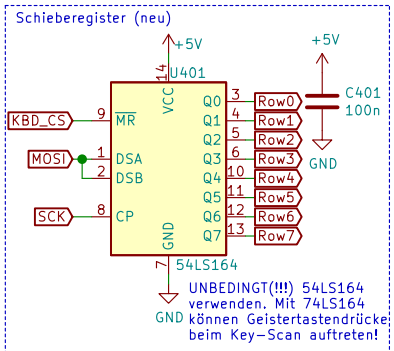 Schieberegister (neu)
+5V
+5V
14
U401
VCC
C401
100n
GND
KBD_CS
9
MR
Q0
3
Row0
Q1
4
Row1
MOSI
1
DSA
Q2
5
Row2
2
DSB
Q3
6
Row3
Q4
10
Row4
Q5
11
Row5
SCK
8
CP
Q6
12
Row6
Q7
13
Row7
GND
7
54LS164
GND
UNBEDINGT(!!!) 54LS164
verwenden. Mit 74LS164
können Geistertastendrücke
beim Key-Scan auftreten!